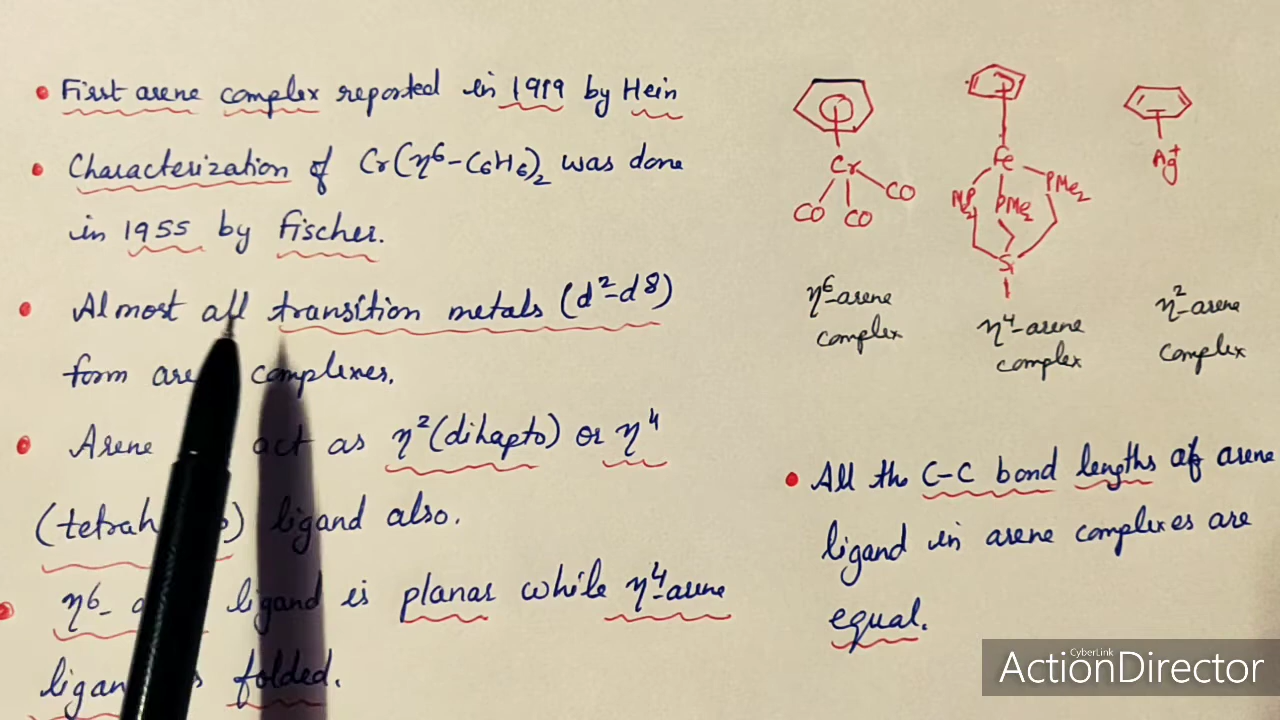 • First arene complex reported in 1919 by Hein
• Characterization of Cr(η⁶-C6H6)₂ was done
in 1955 by Fischer.
• Almost all transition metals (d²-d⁸)
form complexes.
• Arene act as η²(dihapto) or η⁴
ligand also.
• η⁶- ligand is planar while η⁴-arene
folded.
Cr
CO
CO
CO
η⁶-arene
complex
Fe
PMe₂
PMe₂
Si
η⁴-arene
complex
Ag⁺
η²-arene
complex
• All the C-C bond lengths of arene
ligand in arene complexes are
equal.
CyberLink
ActionDirector